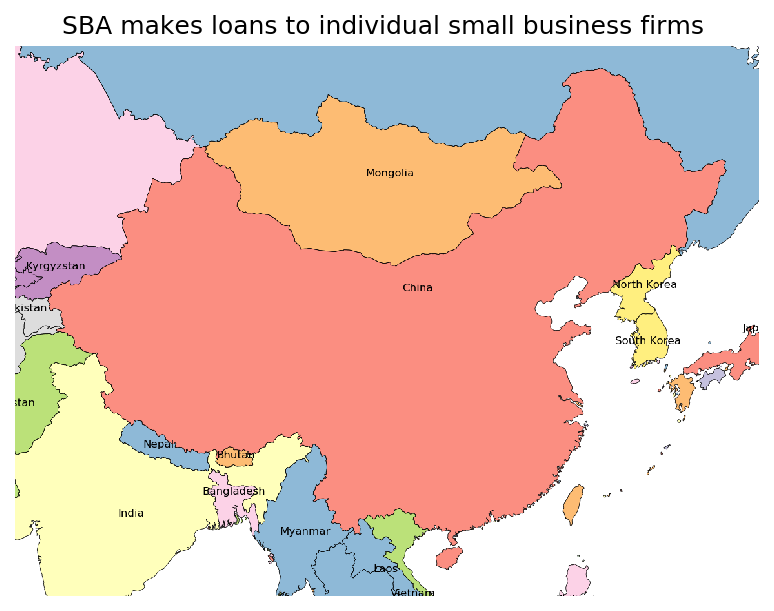 SBA makes loans to individual small business firms
Mongolia
Kyrgyzstan
China
North Korea
kistan
Jap
South Korea
stan
Nepal
Bhutan
Bangladesh
India
Myanmar
Laos
Vietnam